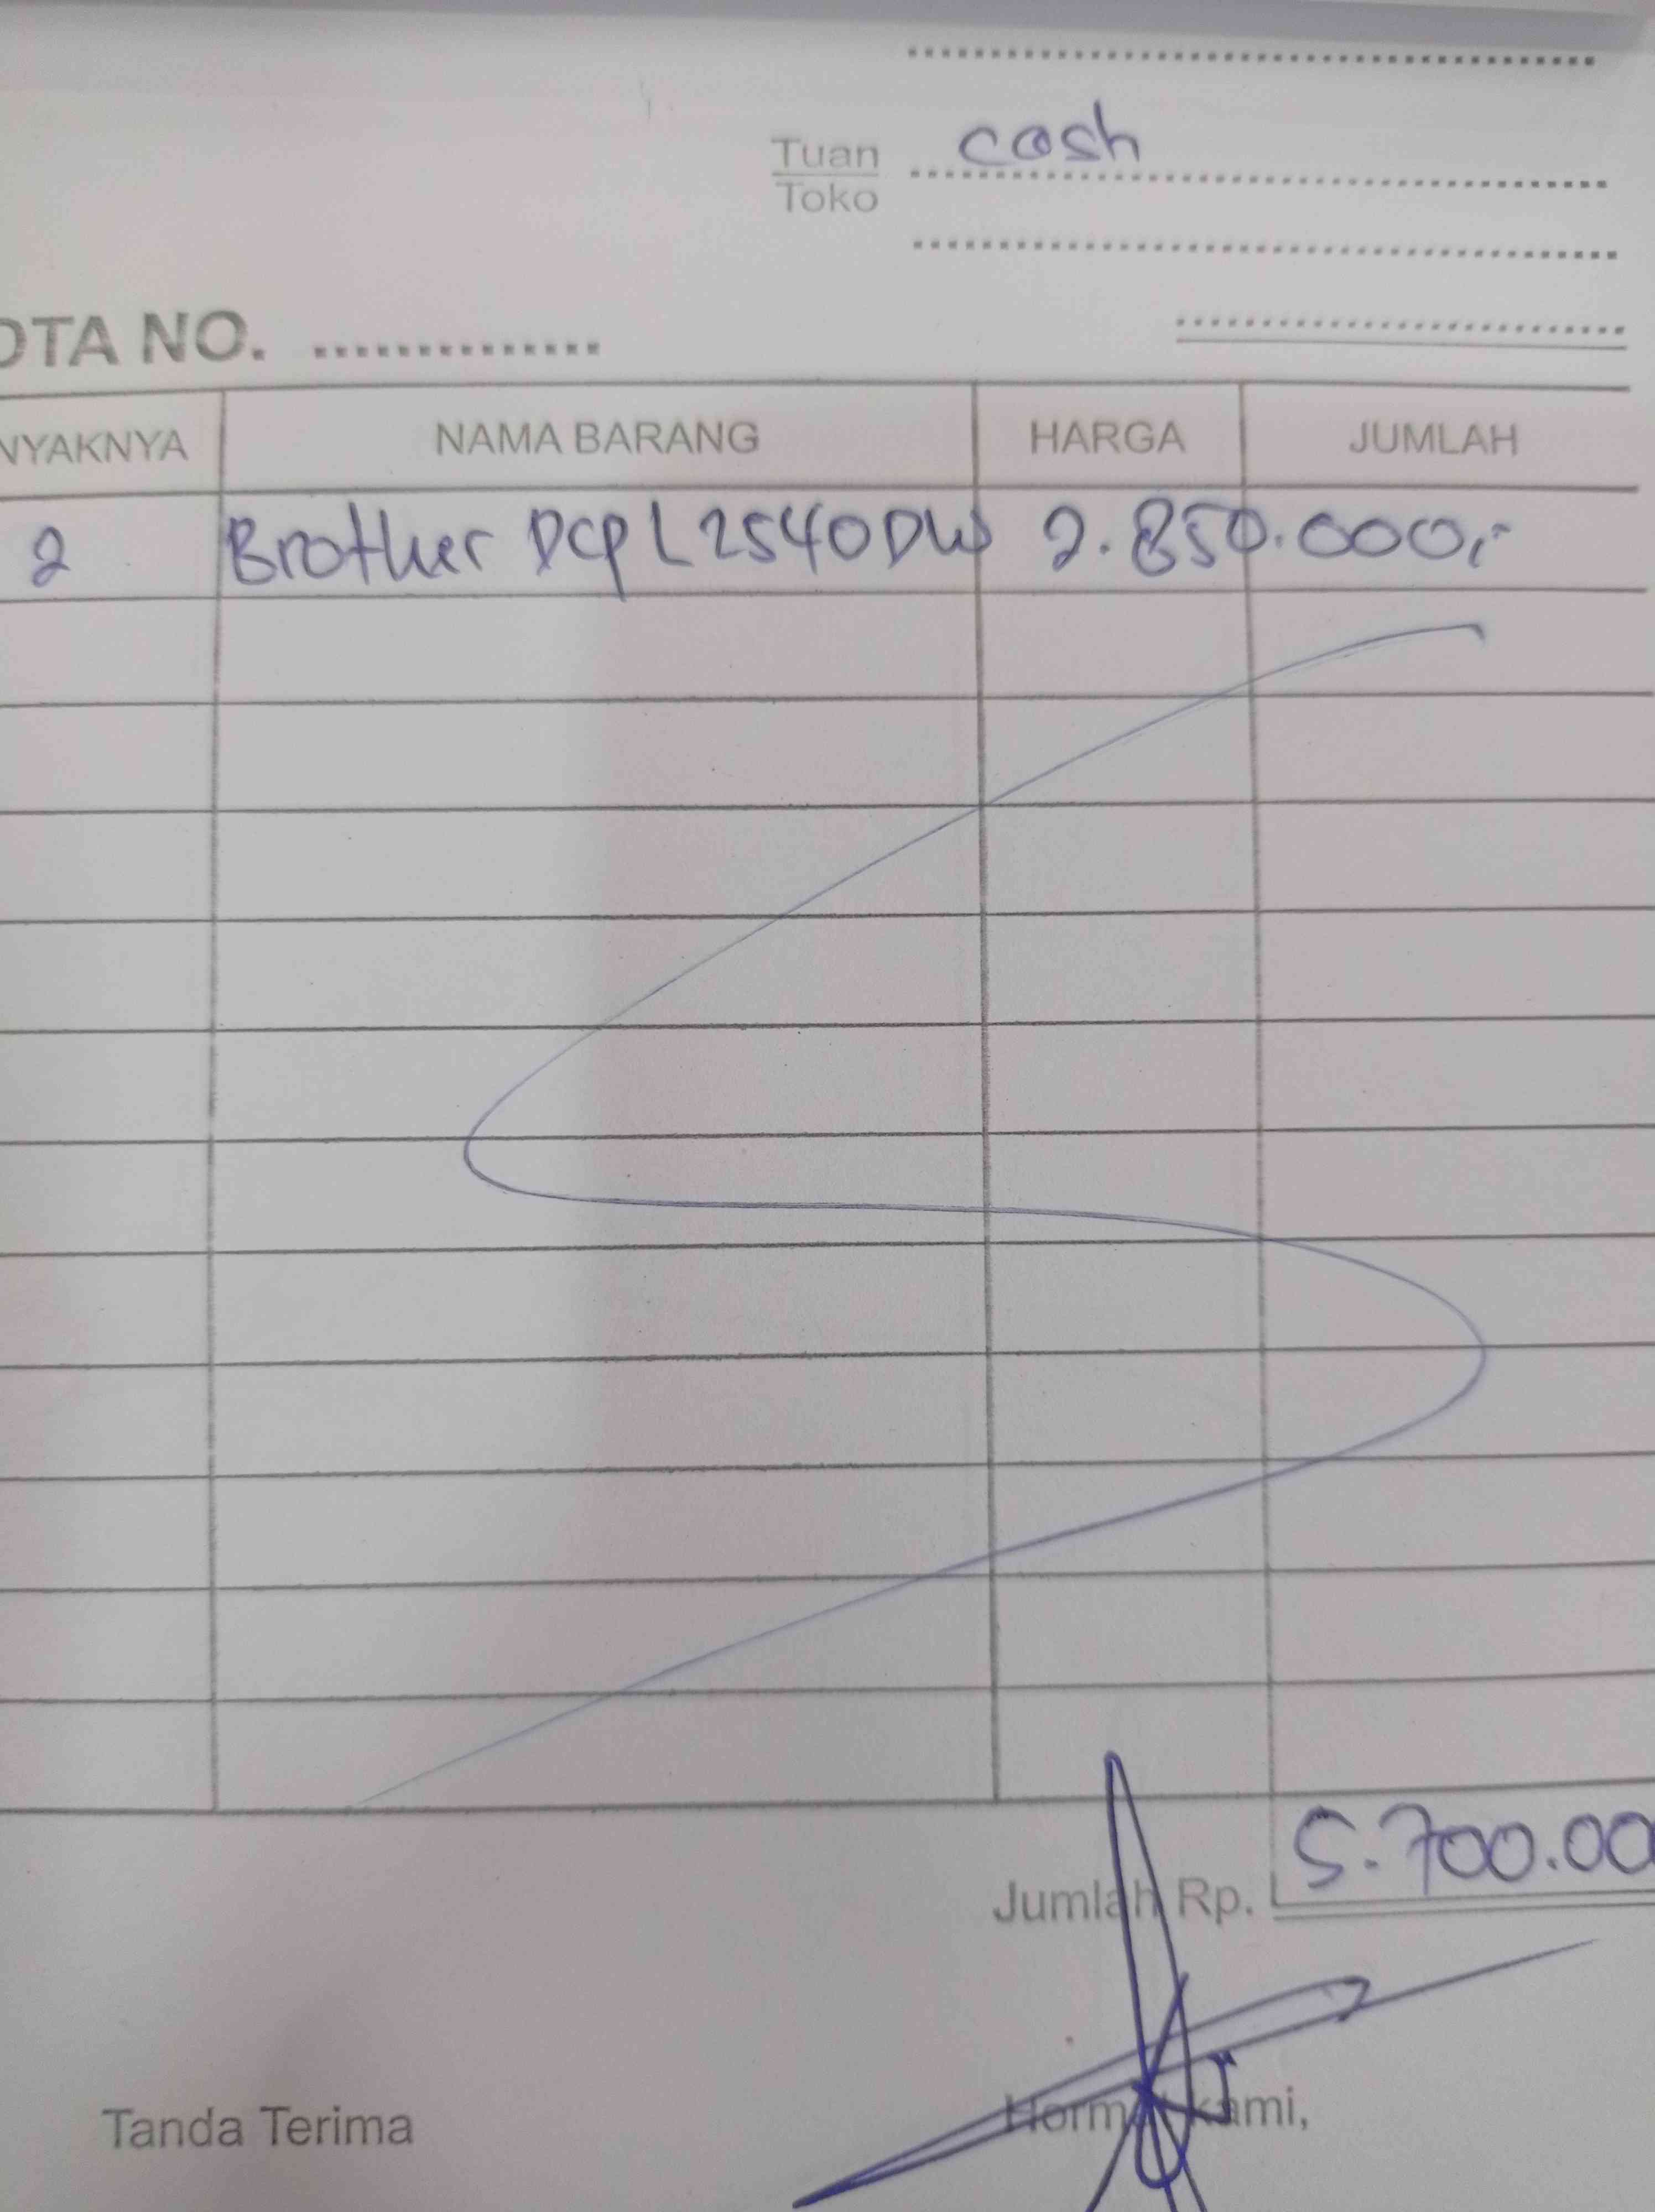 cash
Tuan
Toko
OTA NO.
NYAKNYA NAMA BARANG HARGA JUMLAH
2 Brother DCP L2540DW 2.850.000,-
5.700.00
Jumlah Rp.
Tanda Terima Hormat kami,